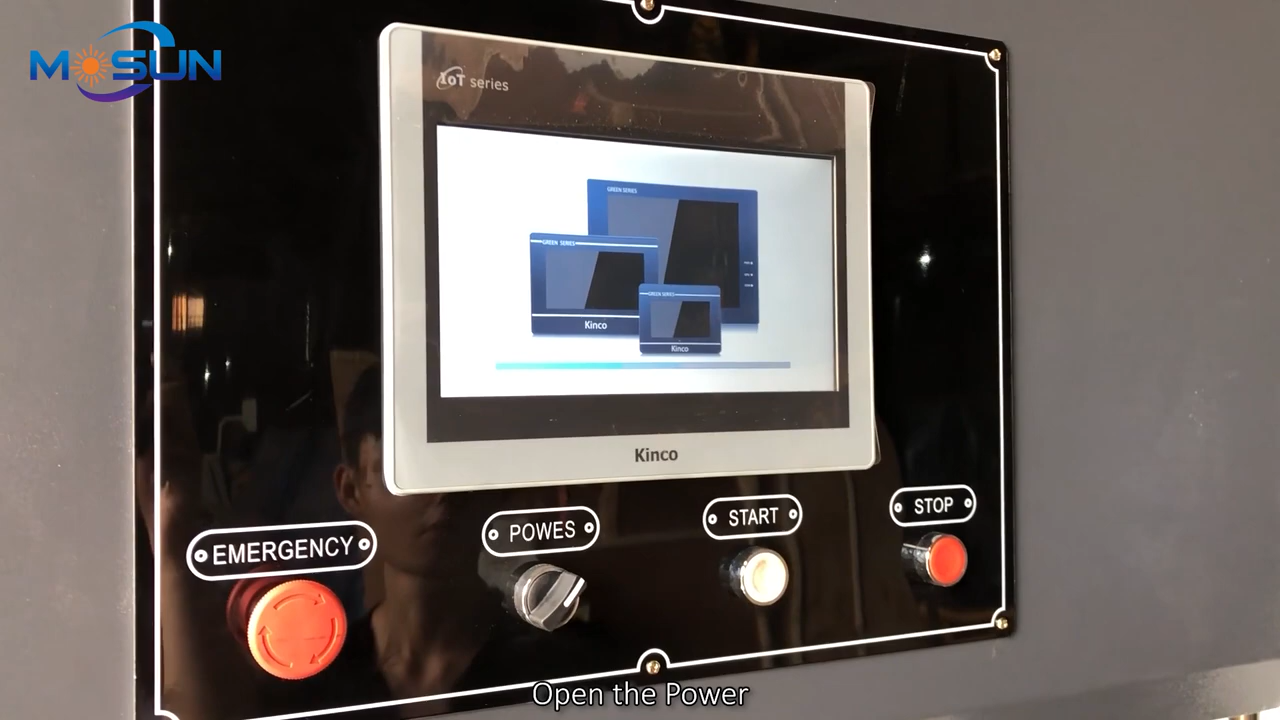 MOSUN
IoT series
GREEN SERIES
GREEN SERIES
Kinco
GREEN SERIES
Kinco
Kinco
EMERGENCY
POWES
START
STOP
Open the Power